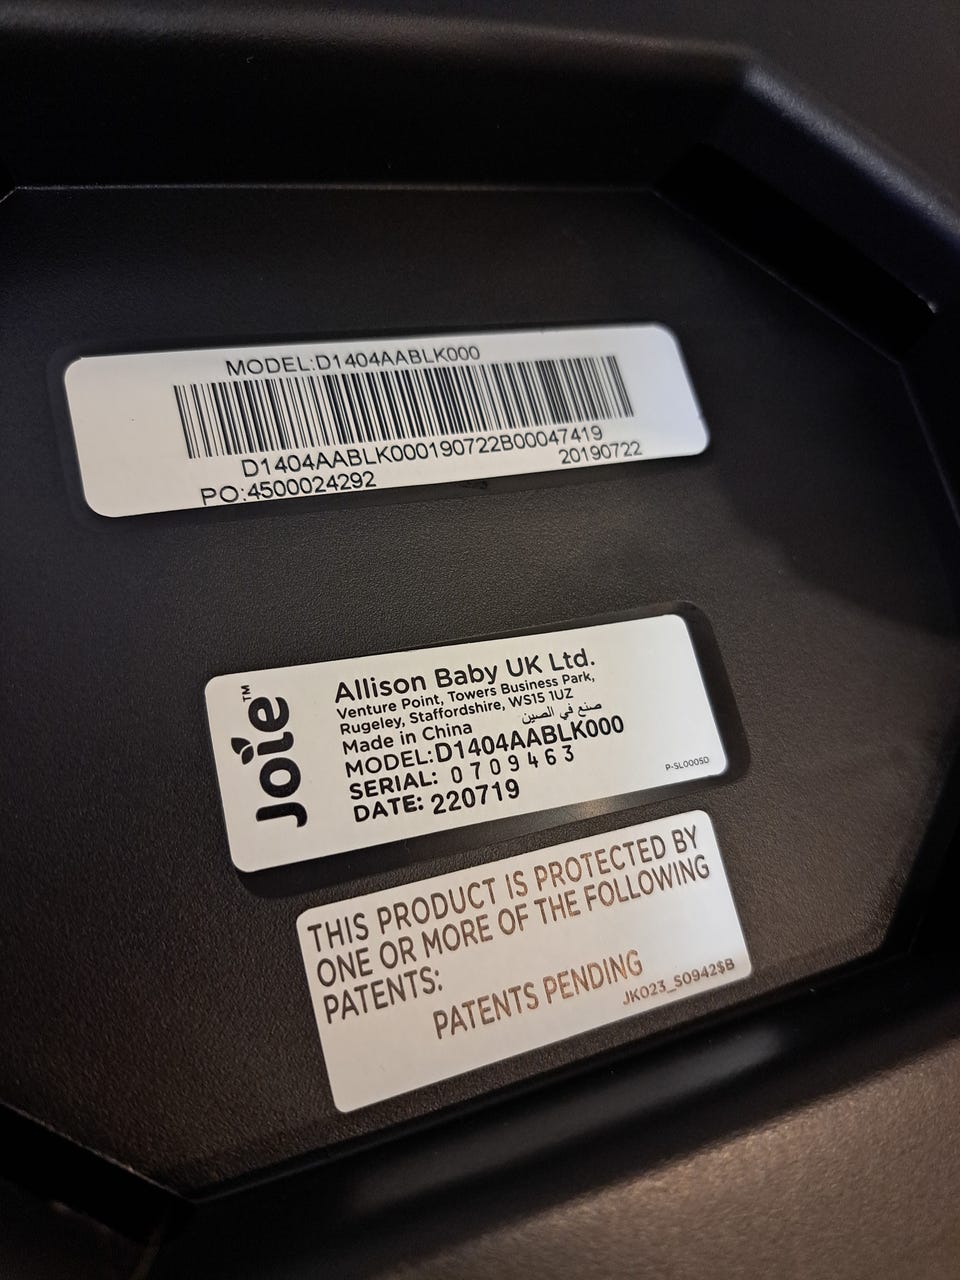 MODEL:D1404AABLK000
D1404AABLK000190722B00047419
20190722
PO:4500024292
Joie™
Allison Baby UK Ltd.
Venture Point, Towers Business Park,
Rugeley, Staffordshire, WS15 1UZ
Made in China صنع في الصين
MODEL:D1404AABLK000
SERIAL: 0709463
DATE: 220719
P-SL0005D
THIS PRODUCT IS PROTECTED BY
ONE OR MORE OF THE FOLLOWING
PATENTS:
PATENTS PENDING
JK023_S0942$B